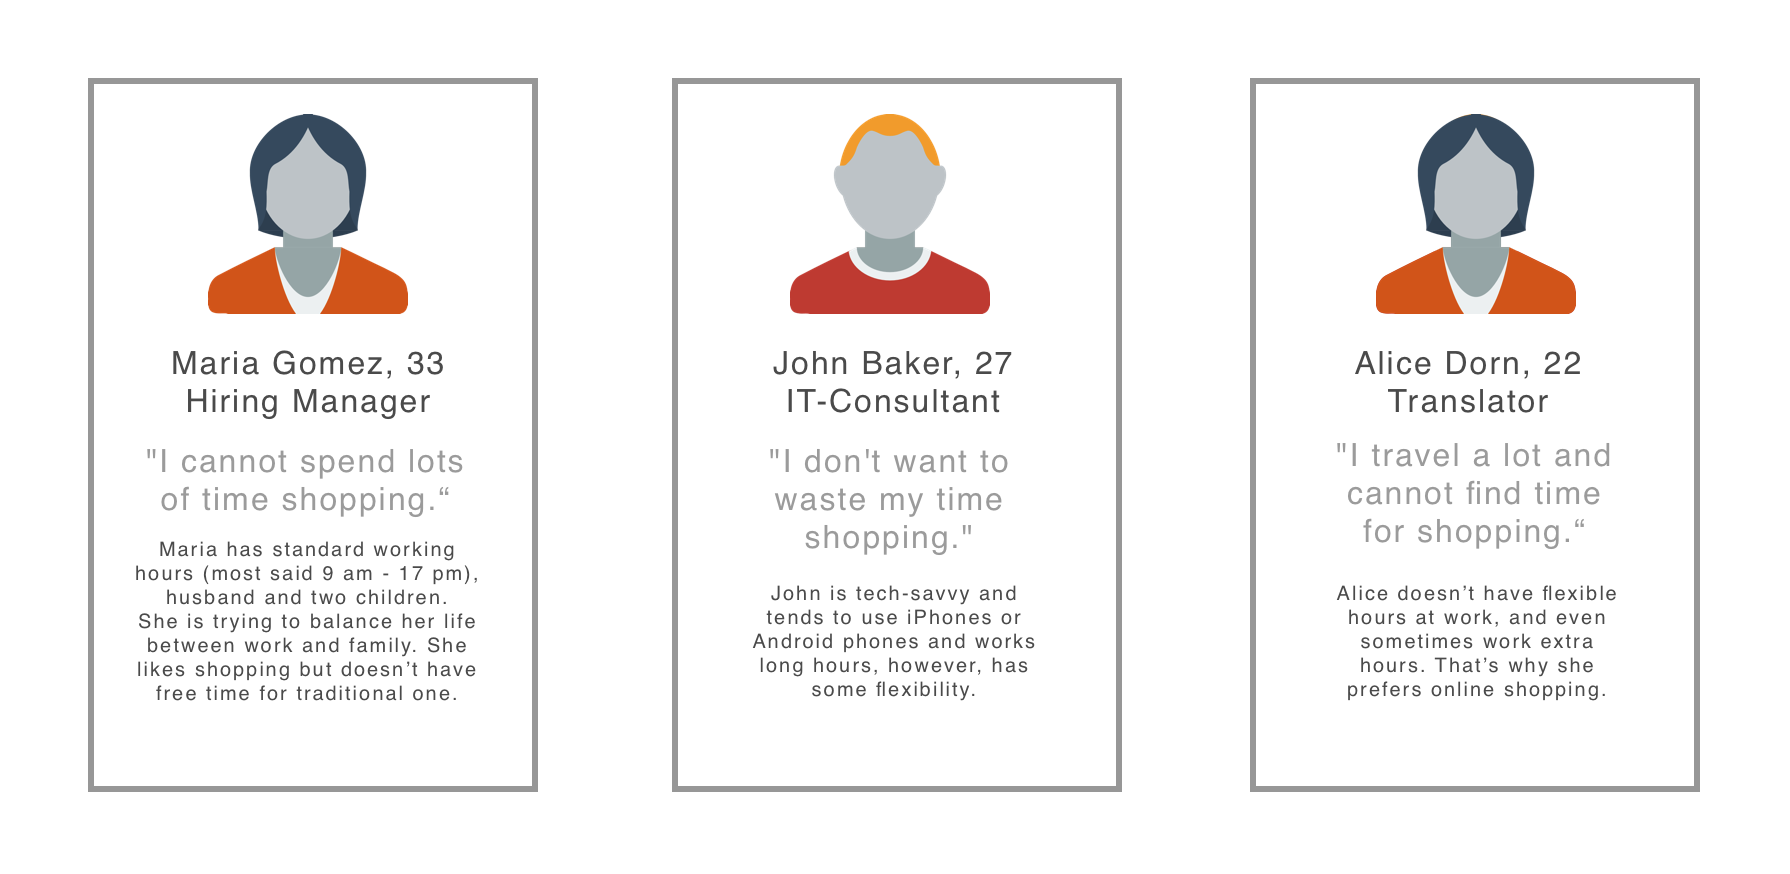 Maria Gomez, 33
Hiring Manager
"I cannot spend lots
of time shopping.“
Maria has standard working
hours (most said 9 am - 17 pm),
husband and two children.
She is trying to balance her life
between work and family. She
likes shopping but doesn’t have
free time for traditional one.
John Baker, 27
IT-Consultant
"I don't want to
waste my time
shopping."
John is tech-savvy and
tends to use iPhones or
Android phones and works
long hours, however, has
some flexibility.
Alice Dorn, 22
Translator
"I travel a lot and
cannot find time
for shopping.“
Alice doesn’t have flexible
hours at work, and even
sometimes work extra
hours. That’s why she
prefers online shopping.